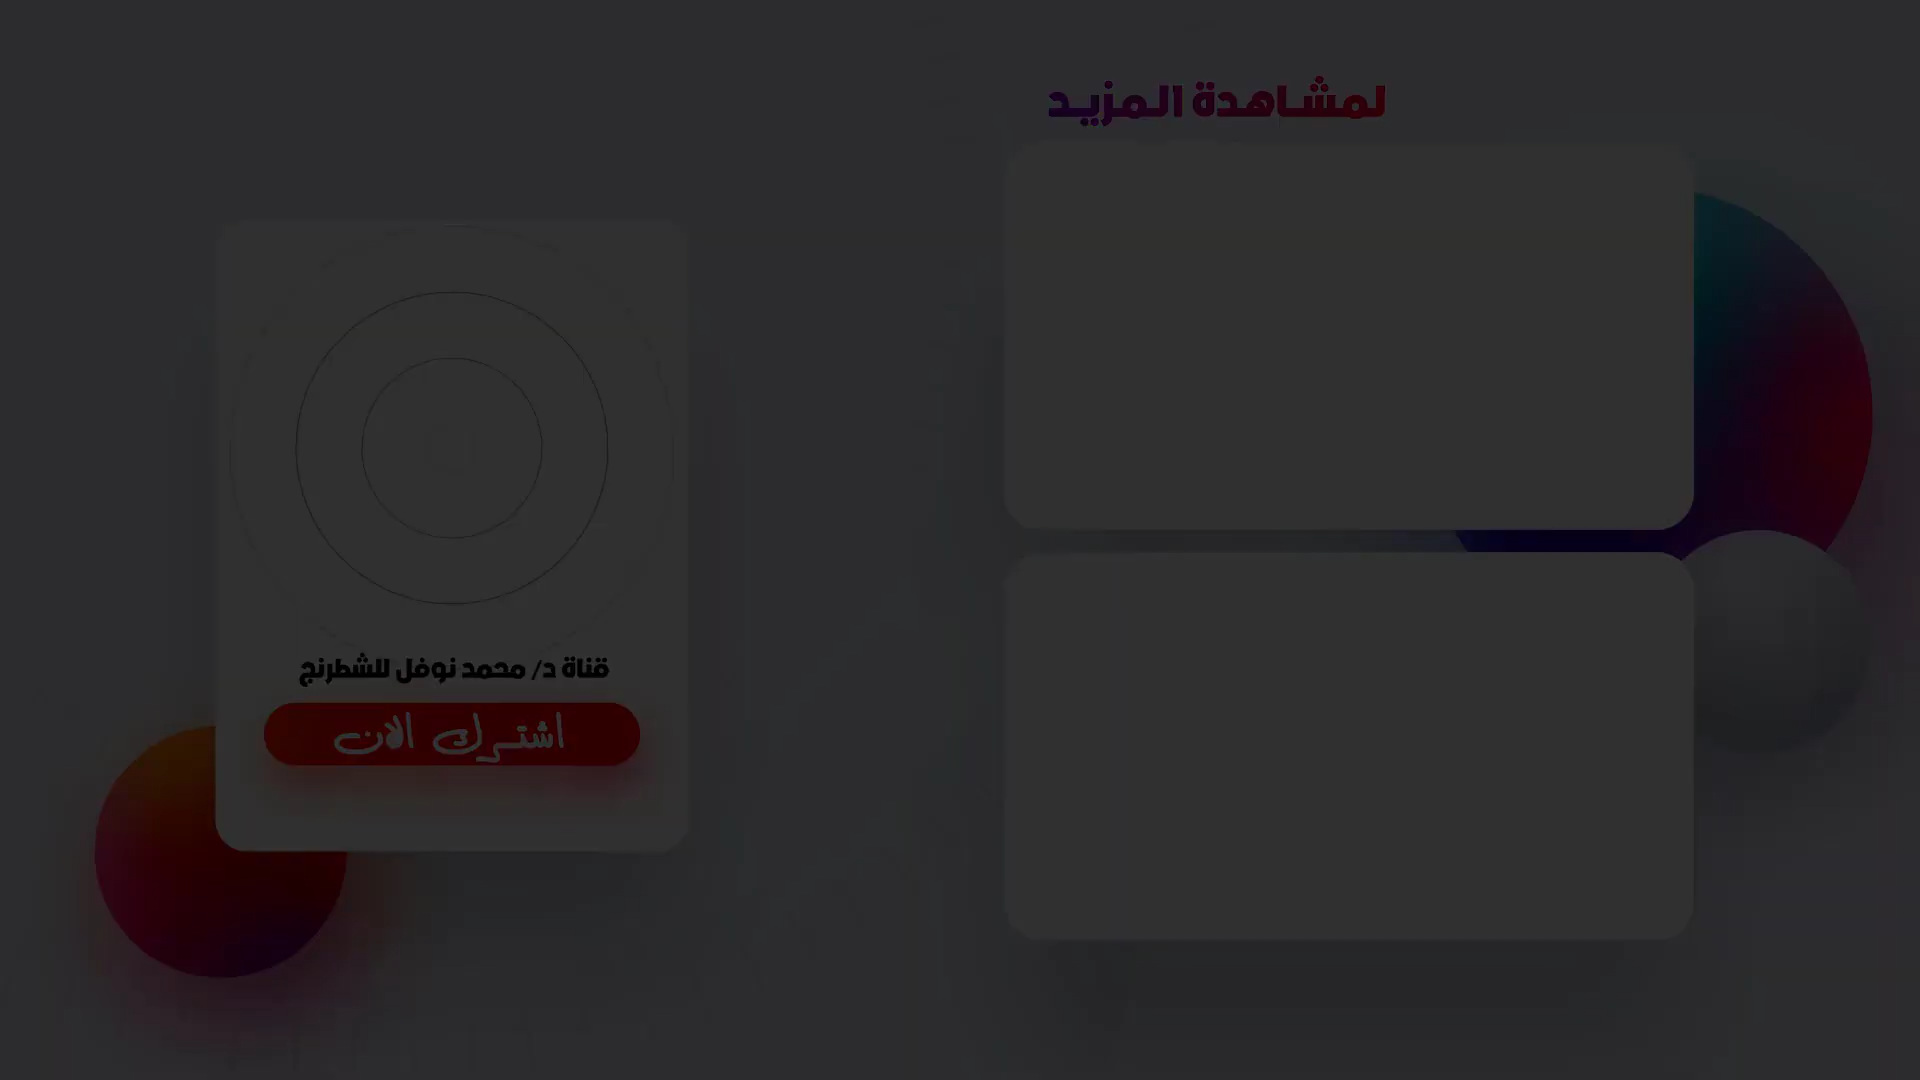 لمشاهدة المزيد
قناة د/ محمد نوفل للشطرنج
اشترك الان